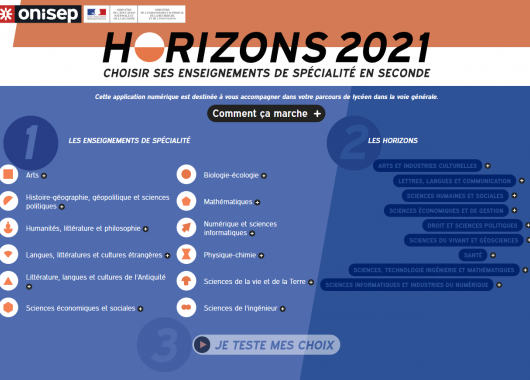 onisep
HORIZONS 2021
CHOISIR SES ENSEIGNEMENTS DE SPÉCIALITÉ EN SECONDE
Cette application numérique est destinée à vous accompagner dans votre parcours de lycéen dans la voie générale.
Comment ça marche +
1
LES ENSEIGNEMENTS DE SPÉCIALITÉ
Arts +
Histoire-géographie, géopolitique et sciences
politiques +
Humanités, littérature et philosophie +
Langues, littératures et cultures étrangères +
Littérature, langues et cultures de l'Antiquité
+
Sciences économiques et sociales +
Biologie-écologie +
Mathématiques +
Numérique et sciences
informatiques +
Physique-chimie +
Sciences de la vie et de la Terre +
Sciences de l'ingénieur +
2
LES HORIZONS
ARTS ET INDUSTRIES CULTURELLES +
LETTRES, LANGUES ET COMMUNICATION +
SCIENCES HUMAINES ET SOCIALES +
SCIENCES ÉCONOMIQUES ET DE GESTION +
DROIT ET SCIENCES POLITIQUES +
SCIENCES DU VIVANT ET GÉOSCIENCES +
SANTÉ +
SCIENCES, TECHNOLOGIE INGÉNIERIE ET MATHÉMATIQUES +
SCIENCES INFORMATIQUES ET INDUSTRIES DU NUMÉRIQUE +
3
JE TESTE MES CHOIX